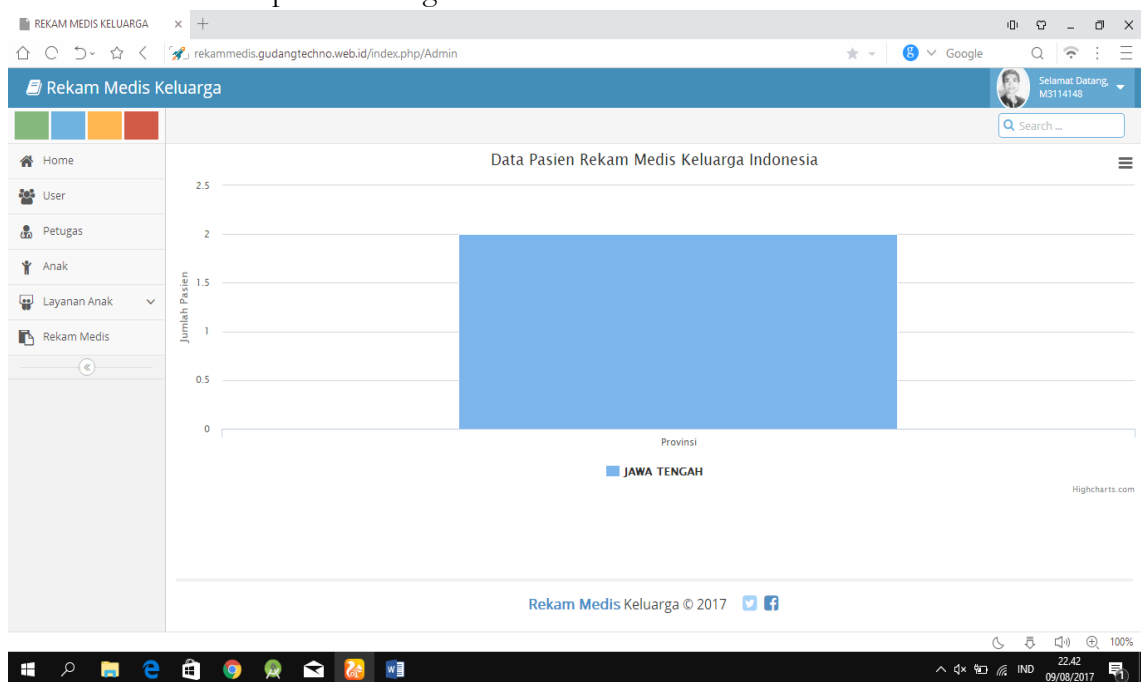 REKAM MEDIS KELUARGA
rekammedis.gudangtechno.web.id/index.php/Admin
Google
Rekam Medis Keluarga
Selamat Datang,
M3114148
Search ...
Home
User
Petugas
Anak
Layanan Anak
Rekam Medis
Data Pasien Rekam Medis Keluarga Indonesia
2.5
2
1.5
1
0.5
0
Jumlah Pasien
Provinsi
JAWA TENGAH
Highcharts.com
Rekam Medis Keluarga © 2017
100%
IND
22.42
09/08/2017